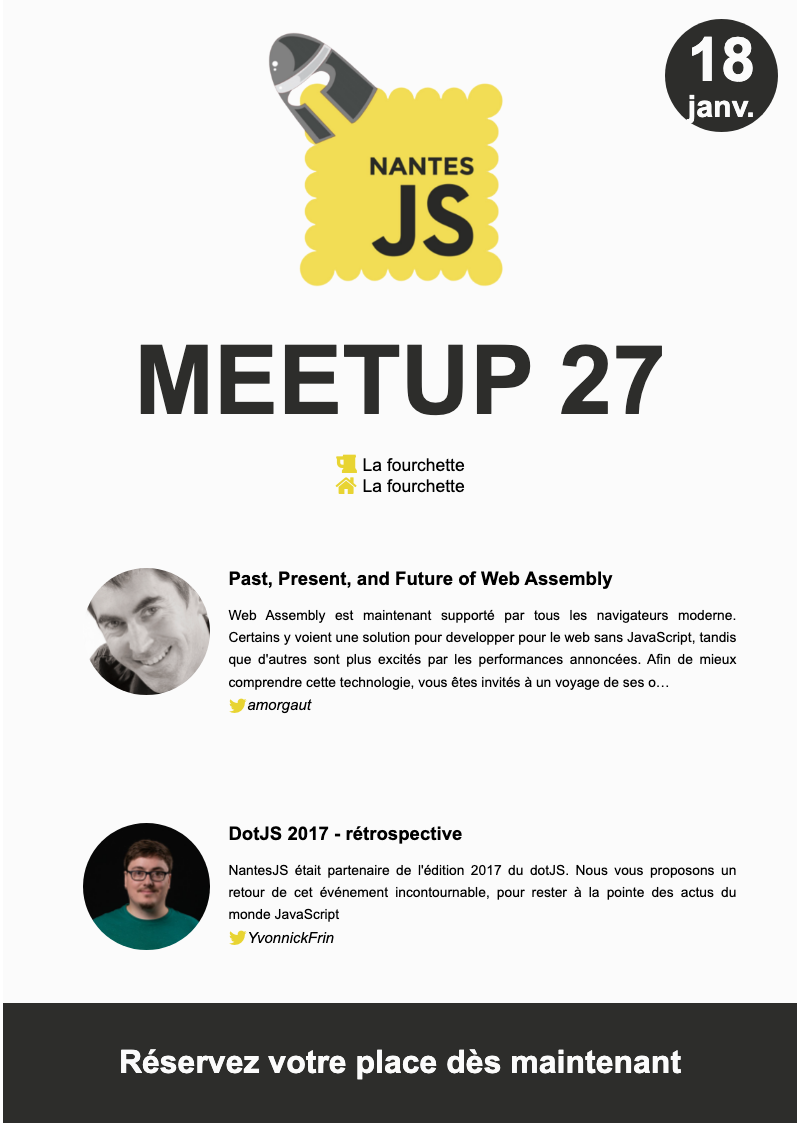 18
janv.
NANTES
JS
MEETUP 27
La fourchette
La fourchette
Past, Present, and Future of Web Assembly
Web Assembly est maintenant supporté par tous les navigateurs moderne.
Certains y voient une solution pour developper pour le web sans JavaScript, tandis
que d'autres sont plus excités par les performances annoncées. Afin de mieux
comprendre cette technologie, vous êtes invités à un voyage de ses o…
amorgaut
DotJS 2017 - rétrospective
NantesJS était partenaire de l'édition 2017 du dotJS. Nous vous proposons un
retour de cet événement incontournable, pour rester à la pointe des actus du
monde JavaScript
YvonnickFrin
Réservez votre place dès maintenant